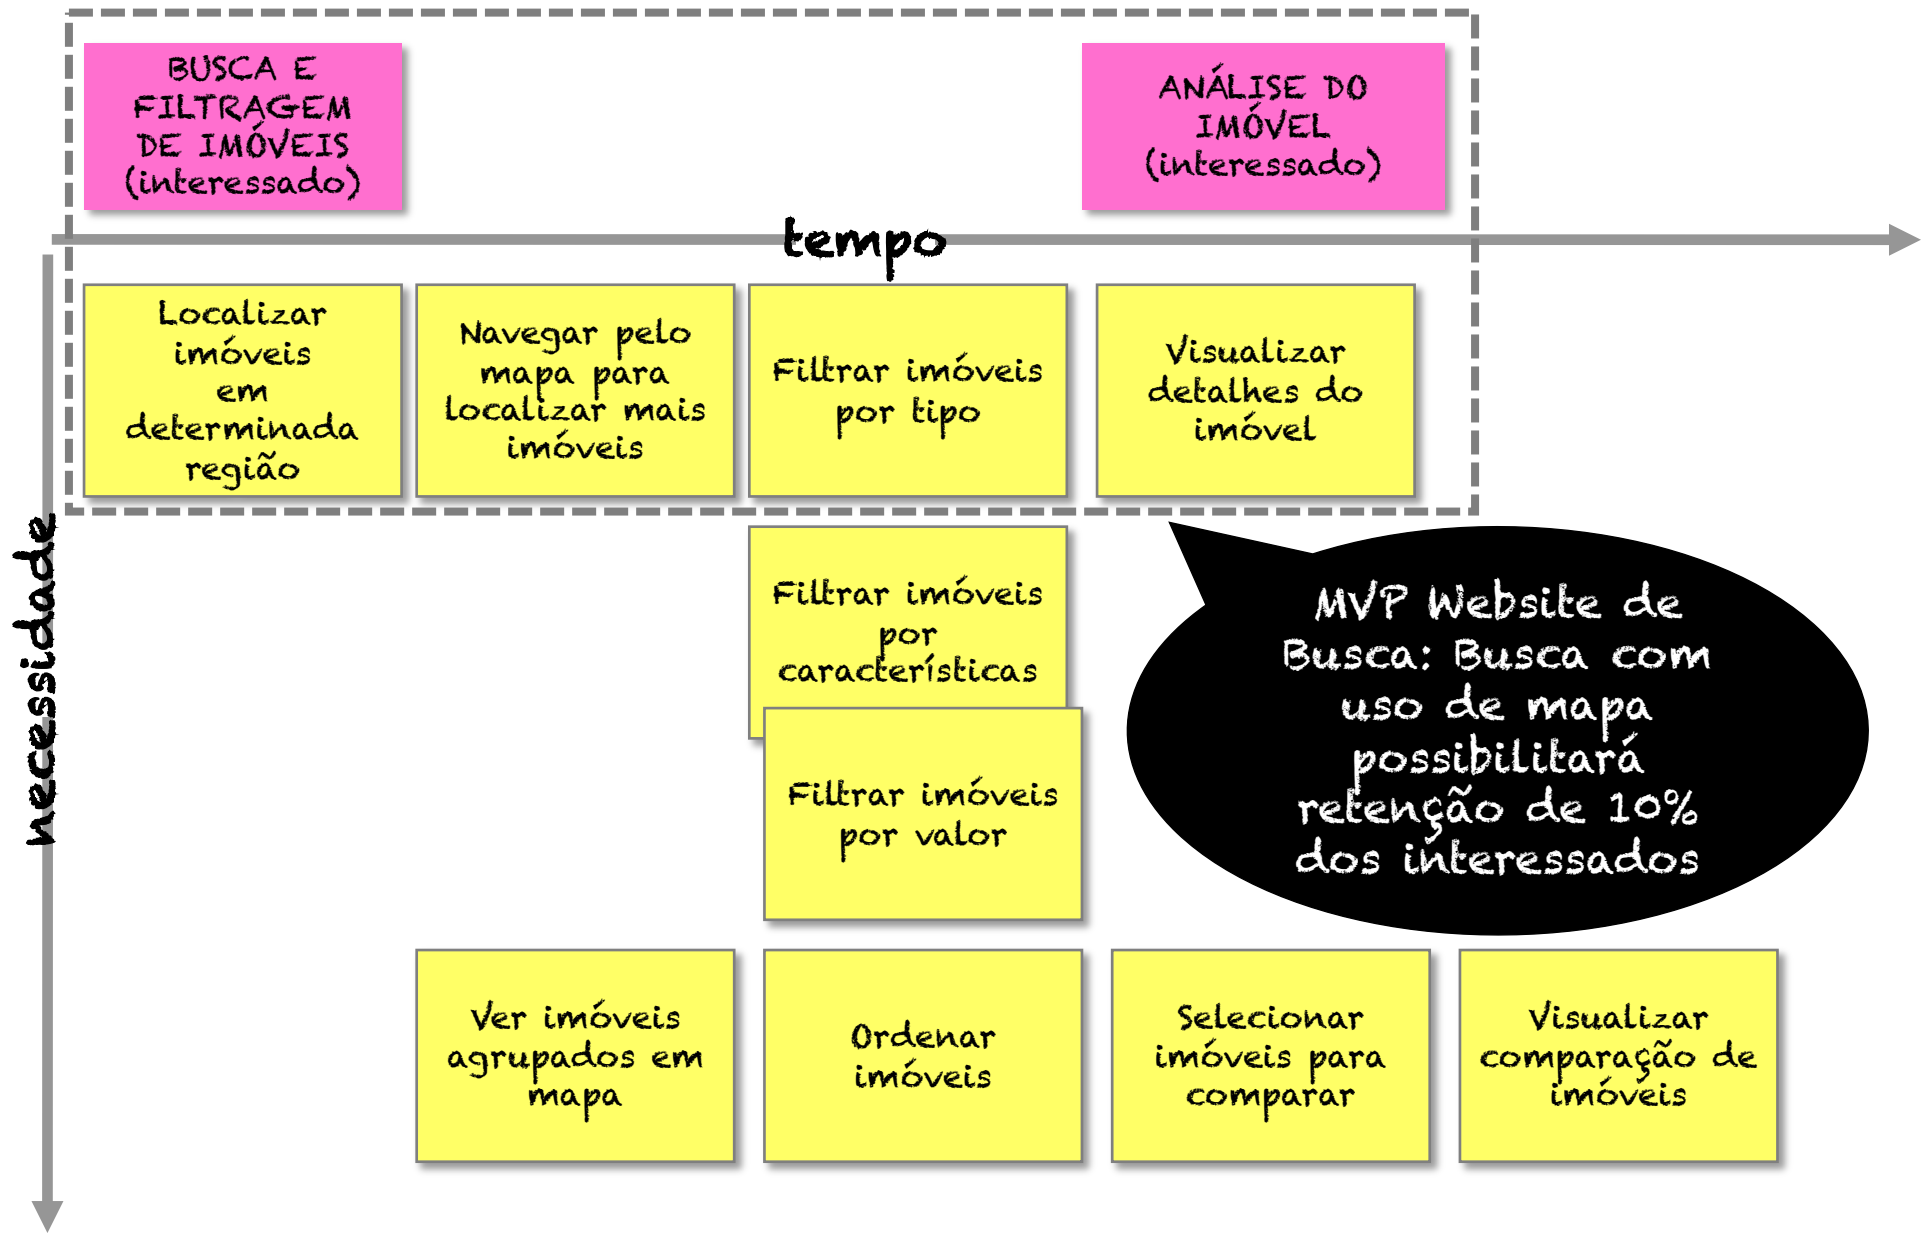 BUSCA E
FILTRAGEM
DE IMÓVEIS
(interessado)
ANÁLISE DO
IMÓVEL
(interessado)
tempo
necessidade
Localizar
imóveis
em
determinada
região
Navegar pelo
mapa para
localizar mais
imóveis
Filtrar imóveis
por tipo
Visualizar
detalhes do
imóvel
Filtrar imóveis
por
características
Filtrar imóveis
por valor
MVP Website de
Busca: Busca com
uso de mapa
possibilitará
retenção de 10%
dos interessados
Ver imóveis
agrupados em
mapa
Ordenar
imóveis
Selecionar
imóveis para
comparar
Visualizar
comparação de
imóveis